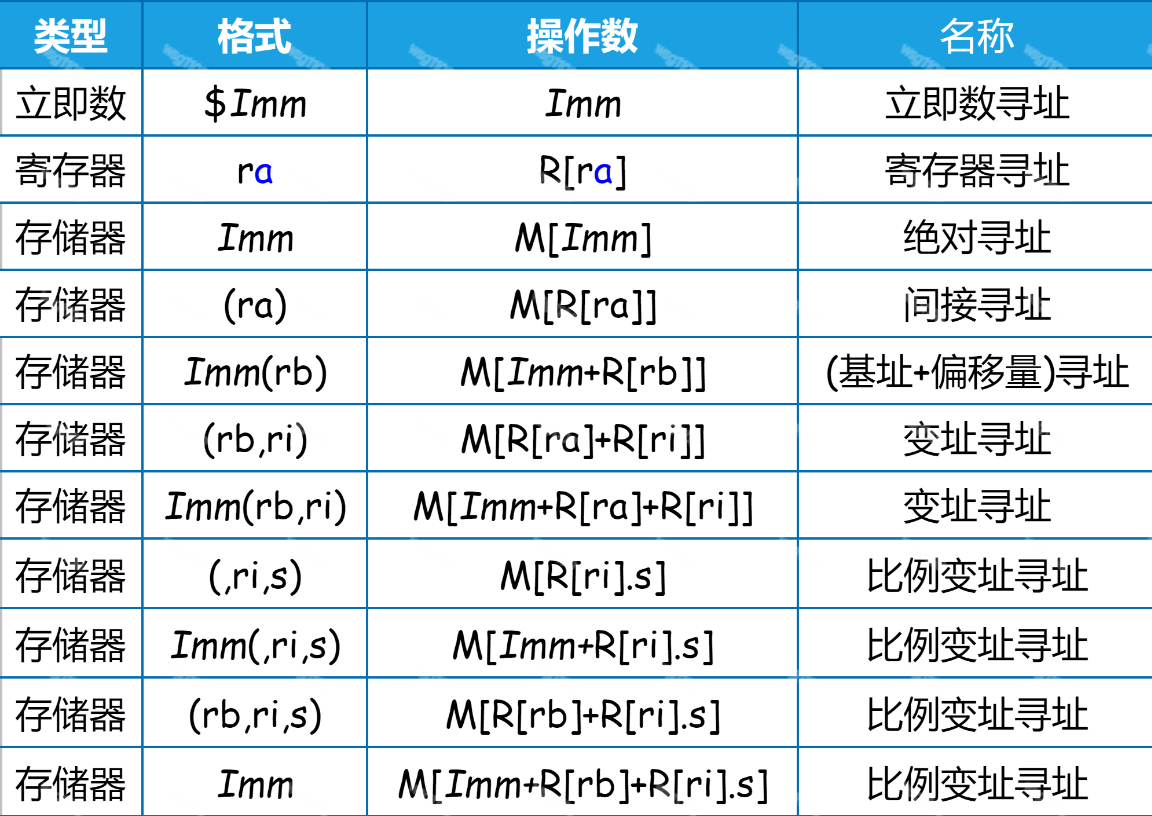 类型 格式 操作数 名称
立即数 $Imm Imm 立即数寻址
寄存器 ra R[ra] 寄存器寻址
存储器 Imm M[Imm] 绝对寻址
存储器 (ra) M[R[ra]] 间接寻址
存储器 Imm(rb) M[Imm+R[rb]] (基址+偏移量)寻址
存储器 (rb,ri) M[R[ra]+R[ri]] 变址寻址
存储器 Imm(rb,ri) M[Imm+R[ra]+R[ri]] 变址寻址
存储器 (,ri,s) M[R[ri].s] 比例变址寻址
存储器 Imm(,ri,s) M[Imm+R[ri].s] 比例变址寻址
存储器 (rb,ri,s) M[R[rb]+R[ri].s] 比例变址寻址
存储器 Imm M[Imm+R[rb]+R[ri].s] 比例变址寻址